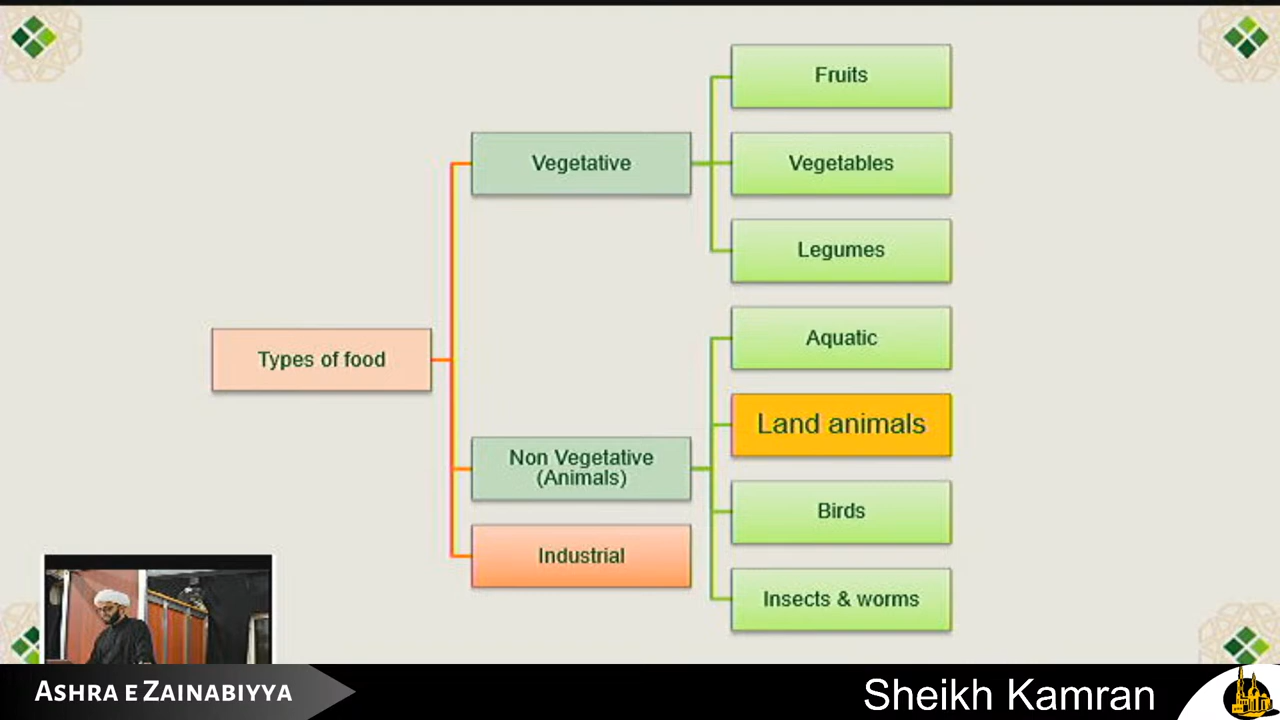 Fruits
Vegetative
Vegetables
Legumes
Types of food
Aquatic
Land animals
Non Vegetative
(Animals)
Birds
Industrial
Insects & worms
Ashra e Zainabiyya
Sheikh Kamran